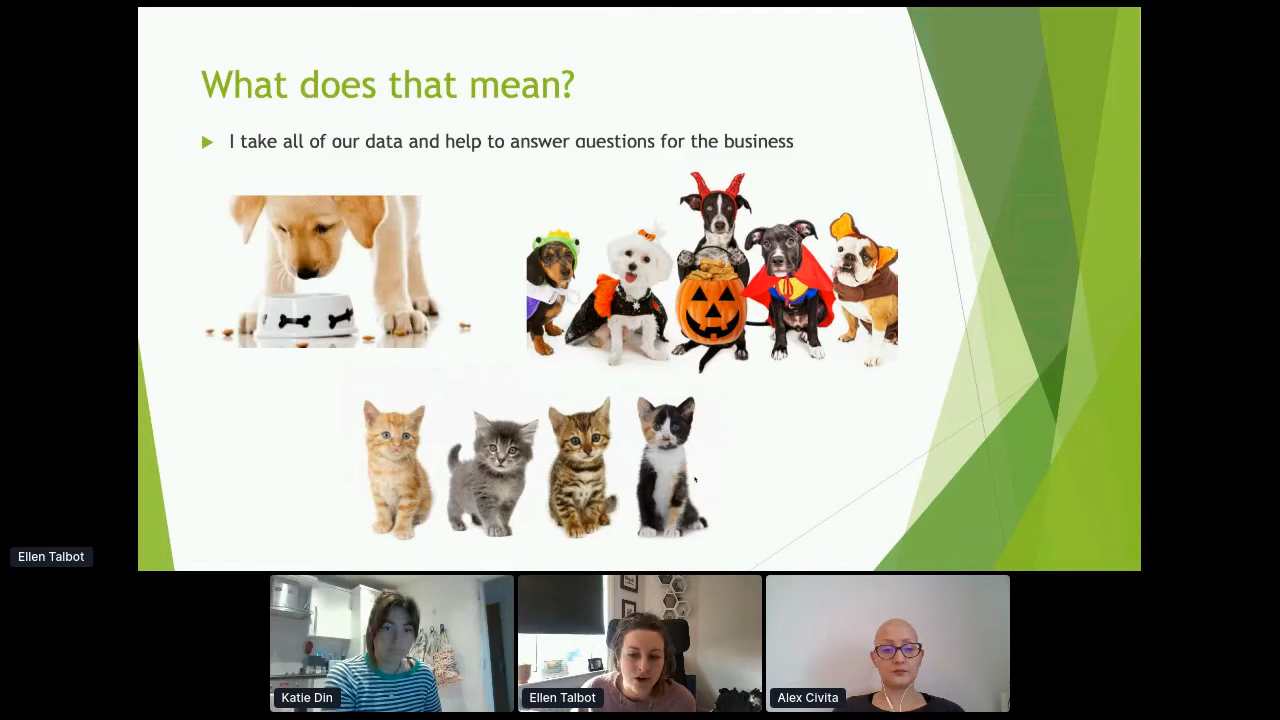 What does that mean?
I take all of our data and help to answer questions for the business
Ellen Talbot
Katie Din
Ellen Talbot
Alex Civita